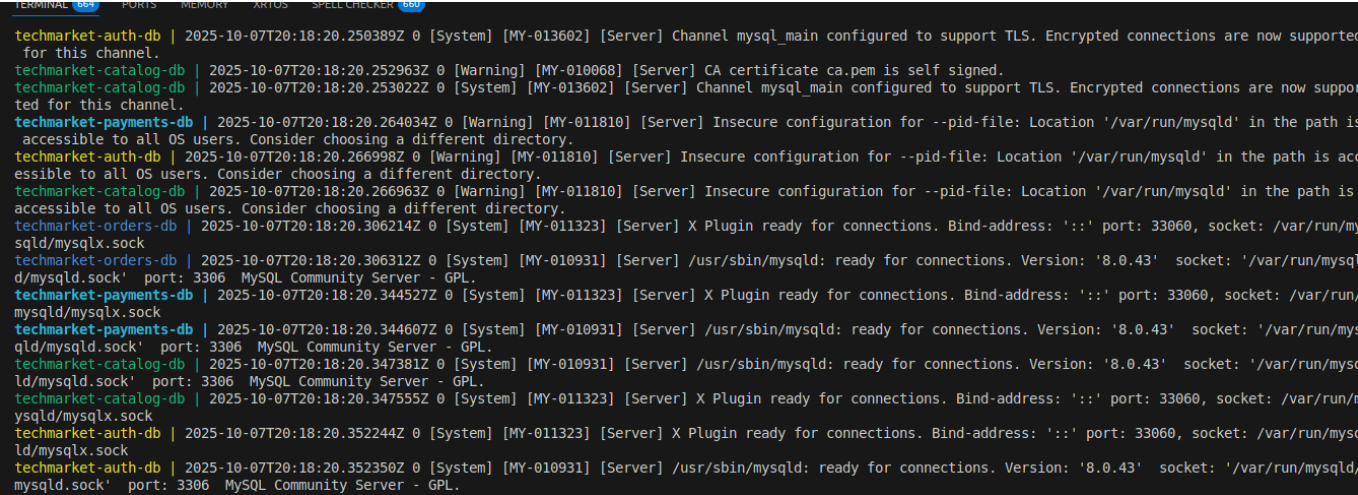 TERMINAL 664 PORTS MEMORY XRTOS SPELL CHECKER 660
techmarket-auth-db | 2025-10-07T20:18:20.250389Z 0 [System] [MY-013602] [Server] Channel mysql_main configured to support TLS. Encrypted connections are now supported
for this channel.
techmarket-catalog-db | 2025-10-07T20:18:20.252963Z 0 [Warning] [MY-010068] [Server] CA certificate ca.pem is self signed.
techmarket-catalog-db | 2025-10-07T20:18:20.253022Z 0 [System] [MY-013602] [Server] Channel mysql_main configured to support TLS. Encrypted connections are now suppor
ted for this channel.
techmarket-payments-db | 2025-10-07T20:18:20.264034Z 0 [Warning] [MY-011810] [Server] Insecure configuration for --pid-file: Location '/var/run/mysqld' in the path is
accessible to all OS users. Consider choosing a different directory.
techmarket-auth-db | 2025-10-07T20:18:20.266998Z 0 [Warning] [MY-011810] [Server] Insecure configuration for --pid-file: Location '/var/run/mysqld' in the path is acc
essible to all OS users. Consider choosing a different directory.
techmarket-catalog-db | 2025-10-07T20:18:20.266963Z 0 [Warning] [MY-011810] [Server] Insecure configuration for --pid-file: Location '/var/run/mysqld' in the path is
accessible to all OS users. Consider choosing a different directory.
techmarket-orders-db | 2025-10-07T20:18:20.306214Z 0 [System] [MY-011323] [Server] X Plugin ready for connections. Bind-address: '::' port: 33060, socket: /var/run/my
sqld/mysqlx.sock
techmarket-orders-db | 2025-10-07T20:18:20.306312Z 0 [System] [MY-010931] [Server] /usr/sbin/mysqld: ready for connections. Version: '8.0.43'  socket: '/var/run/mysql
d/mysqld.sock'  port: 3306  MySQL Community Server - GPL.
techmarket-payments-db | 2025-10-07T20:18:20.344527Z 0 [System] [MY-011323] [Server] X Plugin ready for connections. Bind-address: '::' port: 33060, socket: /var/run/
mysqld/mysqlx.sock
techmarket-payments-db | 2025-10-07T20:18:20.344607Z 0 [System] [MY-010931] [Server] /usr/sbin/mysqld: ready for connections. Version: '8.0.43'  socket: '/var/run/mys
qld/mysqld.sock'  port: 3306  MySQL Community Server - GPL.
techmarket-catalog-db | 2025-10-07T20:18:20.347381Z 0 [System] [MY-010931] [Server] /usr/sbin/mysqld: ready for connections. Version: '8.0.43'  socket: '/var/run/mysq
ld/mysqld.sock'  port: 3306  MySQL Community Server - GPL.
techmarket-catalog-db | 2025-10-07T20:18:20.347555Z 0 [System] [MY-011323] [Server] X Plugin ready for connections. Bind-address: '::' port: 33060, socket: /var/run/m
ysqld/mysqlx.sock
techmarket-auth-db | 2025-10-07T20:18:20.352244Z 0 [System] [MY-011323] [Server] X Plugin ready for connections. Bind-address: '::' port: 33060, socket: /var/run/mysq
ld/mysqlx.sock
techmarket-auth-db | 2025-10-07T20:18:20.352350Z 0 [System] [MY-010931] [Server] /usr/sbin/mysqld: ready for connections. Version: '8.0.43'  socket: '/var/run/mysqld/
mysqld.sock'  port: 3306  MySQL Community Server - GPL.